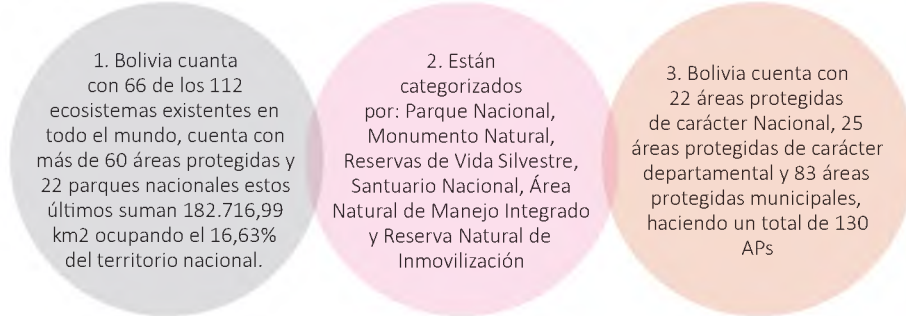 1. Bolivia cuanta
con 66 de los 112
ecosistemas existentes en
todo el mundo, cuenta con
más de 60 áreas protegidas y
22 parques nacionales estos
últimos suman 182.716,99
km2 ocupando el 16,63%
del territorio nacional.
2. Están
categorizados
por: Parque Nacional,
Monumento Natural,
Reservas de Vida Silvestre,
Santuario Nacional, Área
Natural de Manejo Integrado
y Reserva Natural de
Inmovilización
3. Bolivia cuenta con
22 áreas protegidas
de carácter Nacional, 25
áreas protegidas de carácter
departamental y 83 áreas
protegidas municipales,
haciendo un total de 130
APs